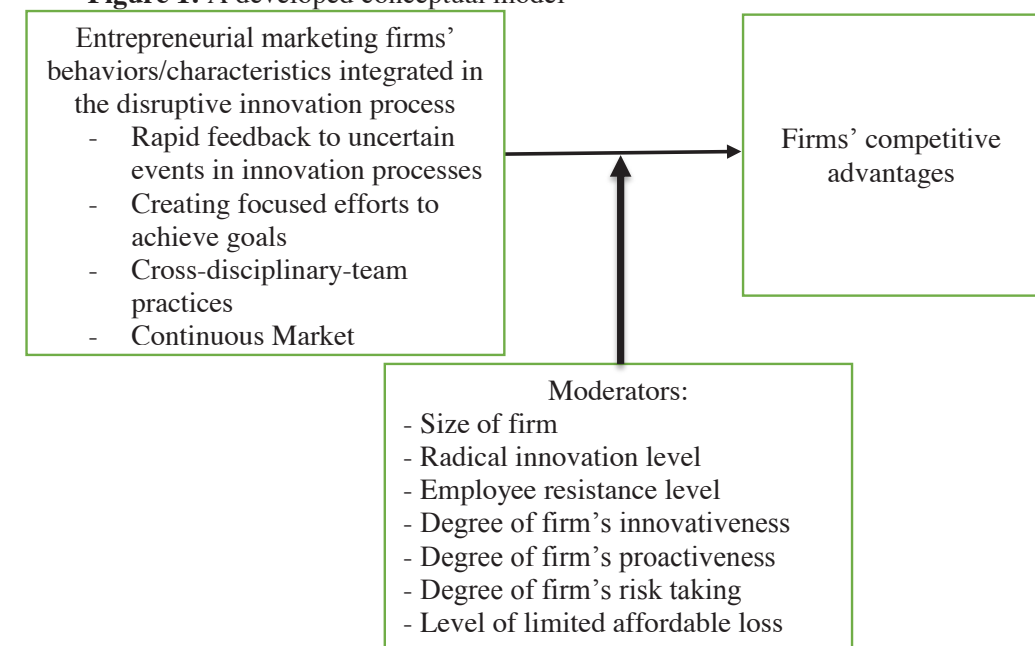 Figure 1. A developed conceptual model
Entrepreneurial marketing firms’
behaviors/characteristics integrated in
the disruptive innovation process
- Rapid feedback to uncertain
events in innovation processes
- Creating focused efforts to
achieve goals
- Cross-disciplinary-team
practices
- Continuous Market
Firms’ competitive
advantages
Moderators:
- Size of firm
- Radical innovation level
- Employee resistance level
- Degree of firm’s innovativeness
- Degree of firm’s proactiveness
- Degree of firm’s risk taking
- Level of limited affordable loss